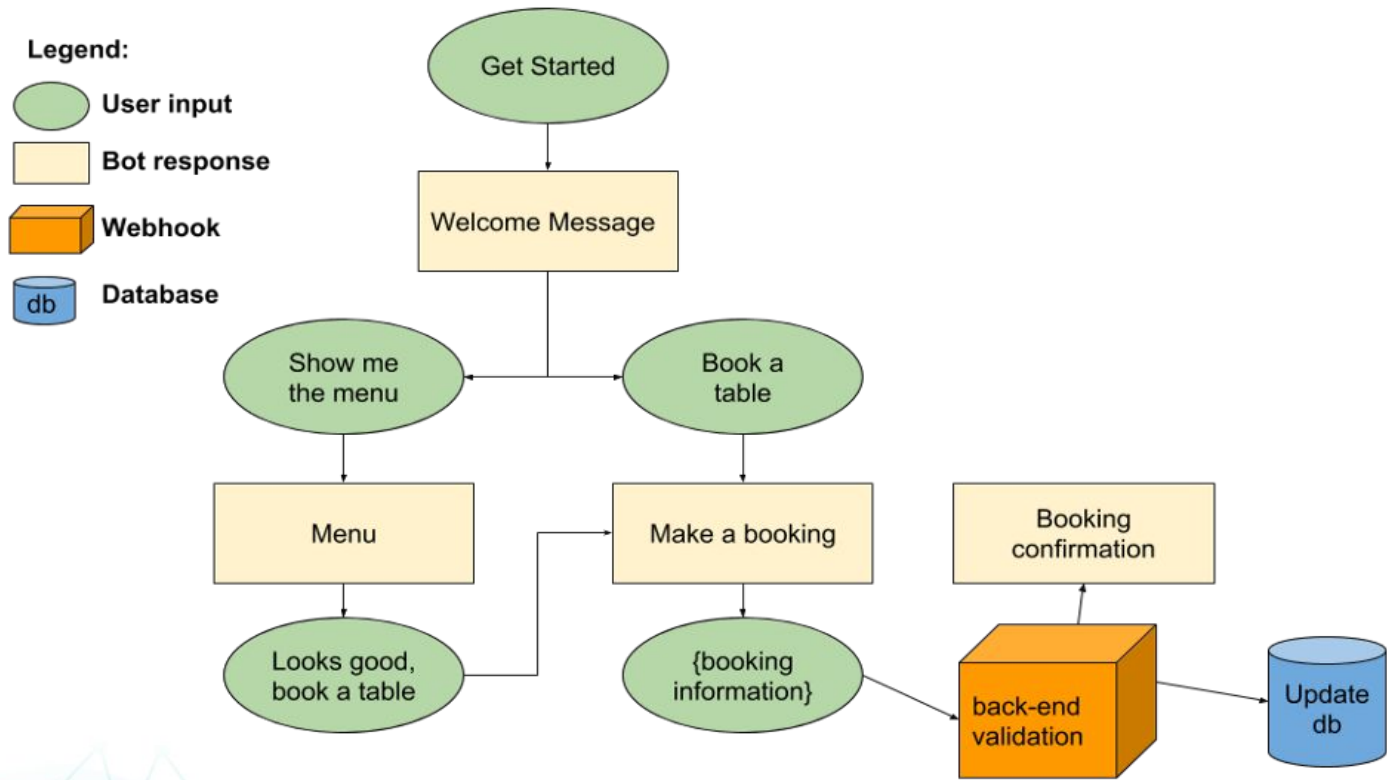 Legend:
User input
Bot response
Webhook
db
Database
Get Started
Welcome Message
Show me
the menu
Book a
table
Menu
Make a booking
Booking
confirmation
Looks good,
book a table
{booking
information}
back-end
validation
Update
db